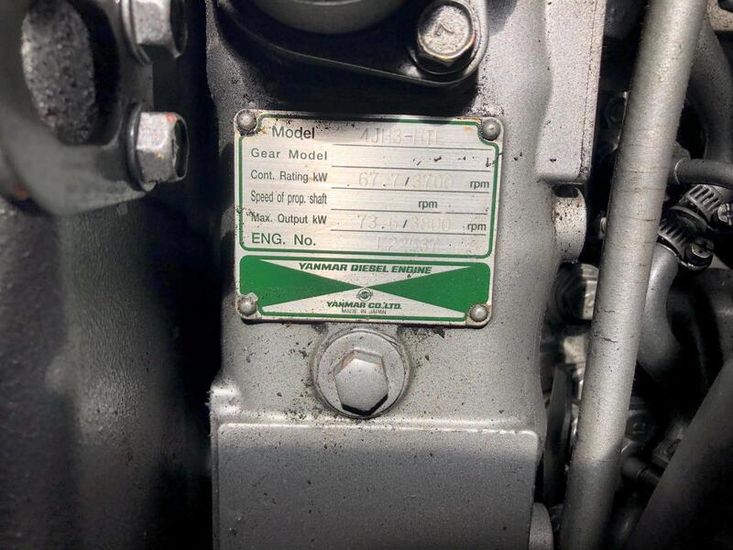 Model 4JH3-HTE
Gear Model
Cont. Rating kW 67.7/3700 rpm
Speed of prop. shaft rpm
Max. Output kW 73.6/3800 rpm
ENG. No.
YANMAR DIESEL ENGINE
YANMAR CO.,LTD.
MADE IN JAPAN